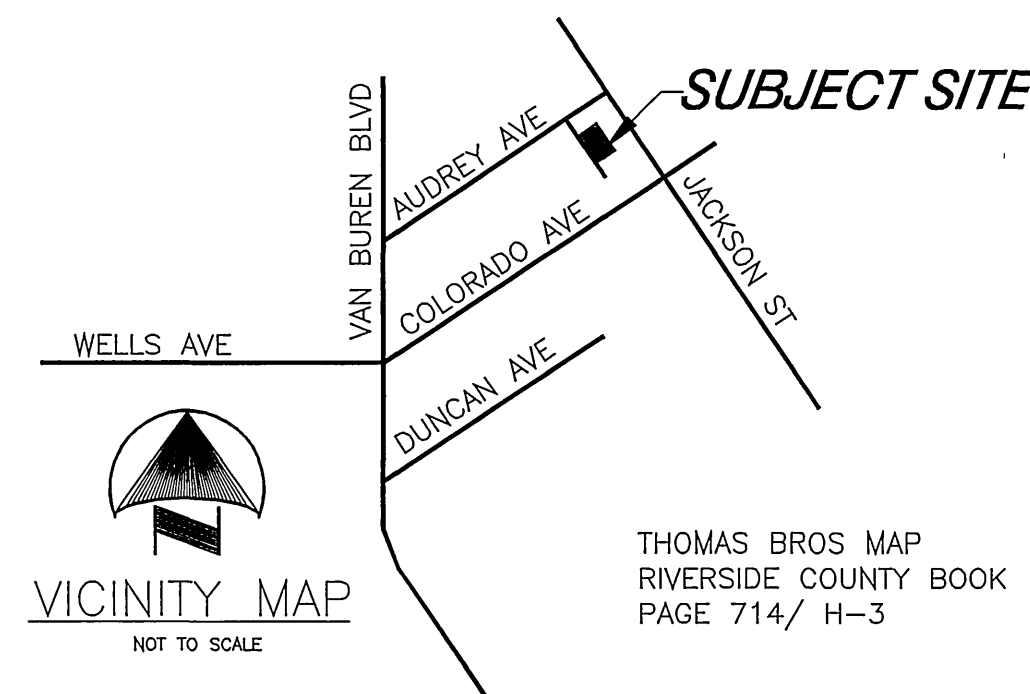 SUBJECT SITE
VAN BUREN BLVD
AUDREY AVE
COLORADO AVE
JACKSON ST
WELLS AVE
DUNCAN AVE
N
VICINITY MAP
NOT TO SCALE
THOMAS BROS MAP
RIVERSIDE COUNTY BOOK
PAGE 714/ H-3